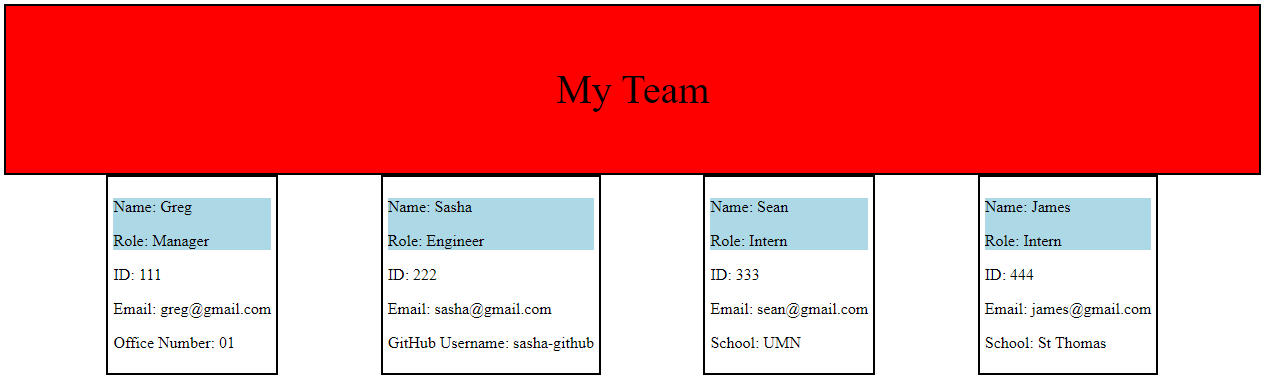 My Team
Name: Greg
Role: Manager
ID: 111
Email: greg@gmail.com
Office Number: 01
Name: Sasha
Role: Engineer
ID: 222
Email: sasha@gmail.com
GitHub Username: sasha-github
Name: Sean
Role: Intern
ID: 333
Email: sean@gmail.com
School: UMN
Name: James
Role: Intern
ID: 444
Email: james@gmail.com
School: St Thomas